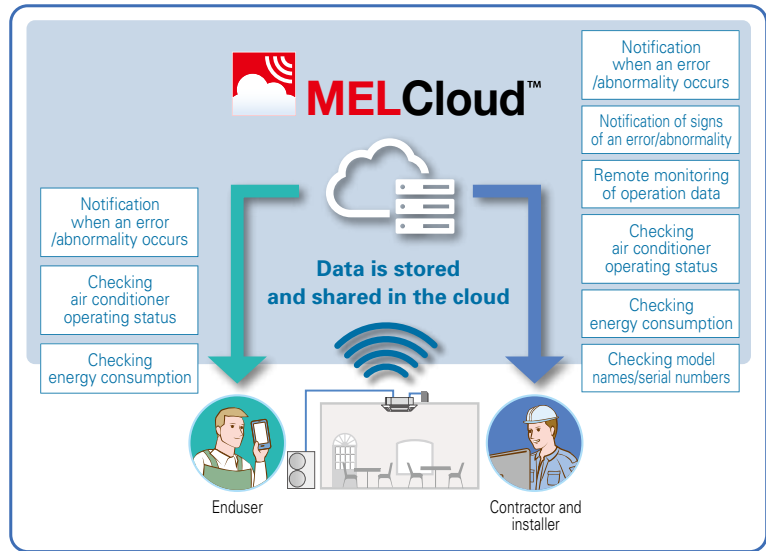 MELCloud™
Notification
when an error
/abnormality occurs
Checking
air conditioner
operating status
Checking
energy consumption
Data is stored
and shared in the cloud
Notification
when an error
/abnormality occurs
Notification of signs
of an error/abnormality
Remote monitoring
of operation data
Checking
air conditioner
operating status
Checking
energy consumption
Checking model
names/serial numbers
Enduser
Contractor and
installer